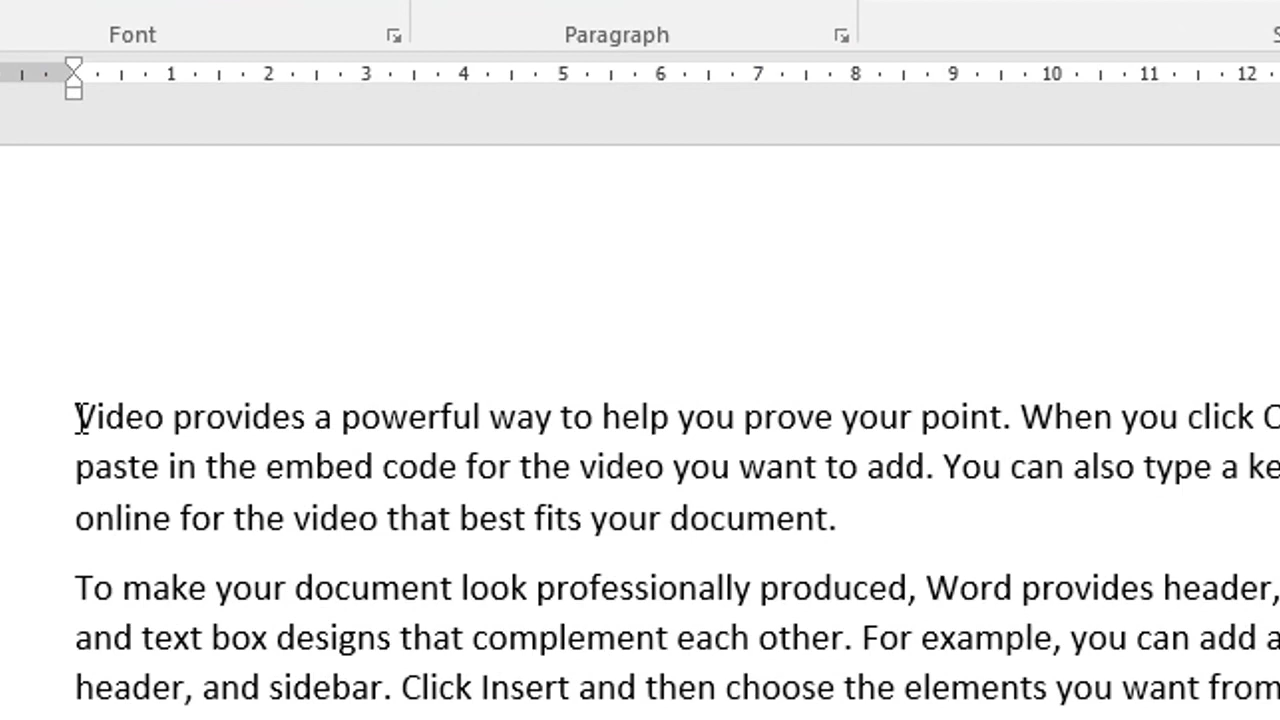 Font Paragraph
1 2 3 4 5 6 7 8 9 10 11 12
Video provides a powerful way to help you prove your point. When you click
paste in the embed code for the video you want to add. You can also type a
online for the video that best fits your document.
To make your document look professionally produced, Word provides header,
and text box designs that complement each other. For example, you can add a
header, and sidebar. Click Insert and then choose the elements you want from